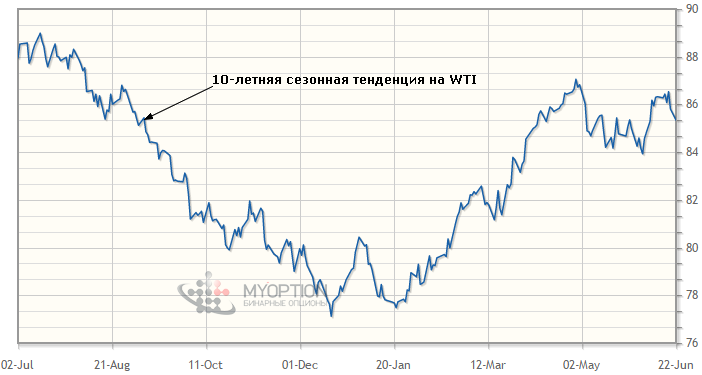 90
88
10-летняя сезонная тенденция на WTI
86
84
82
80
MYOPTION
БИНАРНЫЕ ОПЦИОНЫ
78
76
02-Jul 21-Aug 11-Oct 01-Dec 20-Jan 12-Mar 02-May 22-Jun